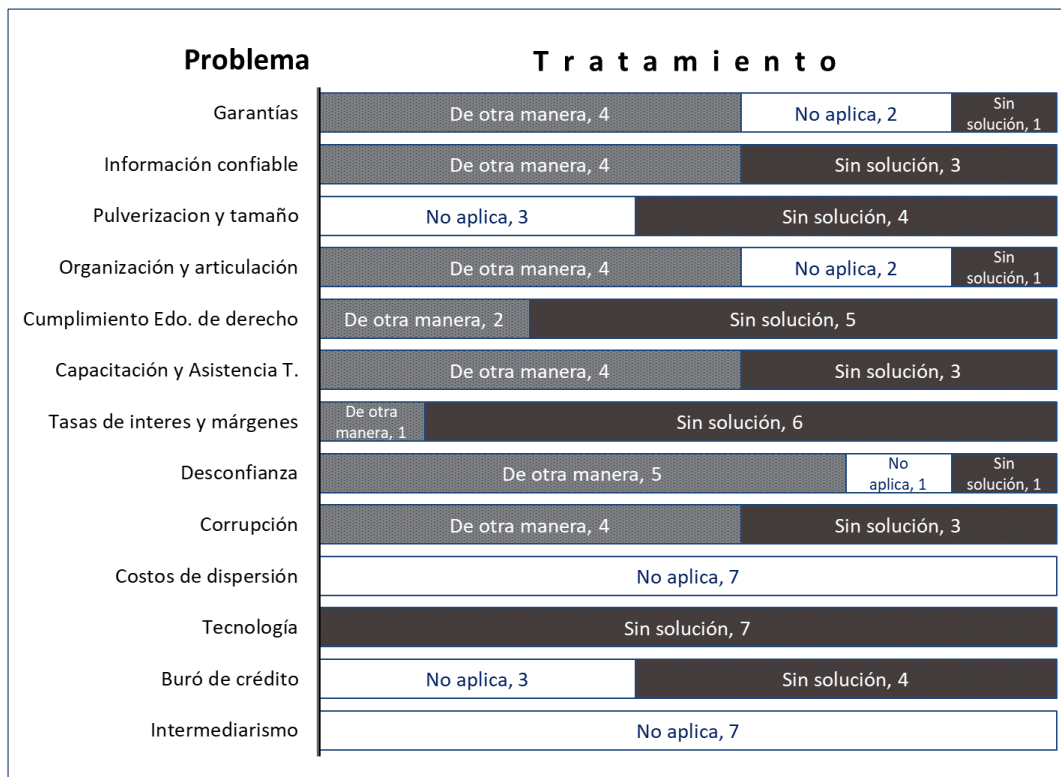 Problema Tratamiento
Garantías De otra manera, 4 No aplica, 2 Sin
solución, 1
Información confiable De otra manera, 4 Sin solución, 3
Pulverizacion y tamaño No aplica, 3 Sin solución, 4
Organización y articulación De otra manera, 4 No aplica, 2 Sin
solución, 1
Cumplimiento Edo. de derecho De otra manera, 2 Sin solución, 5
Capacitación y Asistencia T. De otra manera, 4 Sin solución, 3
Tasas de interes y márgenes De otra
manera, 1 Sin solución, 6
Desconfianza De otra manera, 5 No
aplica, 1 Sin
solución, 1
Corrupción De otra manera, 4 Sin solución, 3
Costos de dispersión No aplica, 7
Tecnología Sin solución, 7
Buró de crédito No aplica, 3 Sin solución, 4
Intermediarismo No aplica, 7